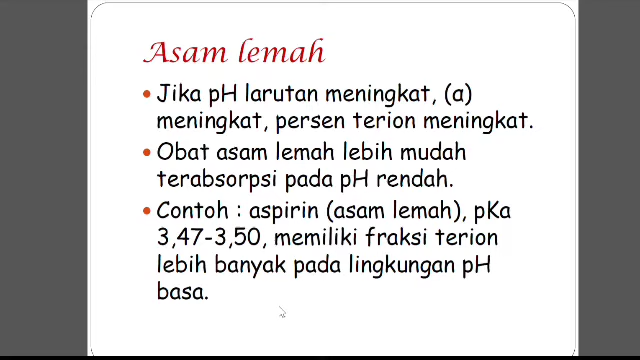 Asam lemah
• Jika pH larutan meningkat, (α)
meningkat, persen terion meningkat.
• Obat asam lemah lebih mudah
terabsorpsi pada pH rendah.
• Contoh : aspirin (asam lemah), pKa
3,47-3,50, memiliki fraksi terion
lebih banyak pada lingkungan pH
basa.